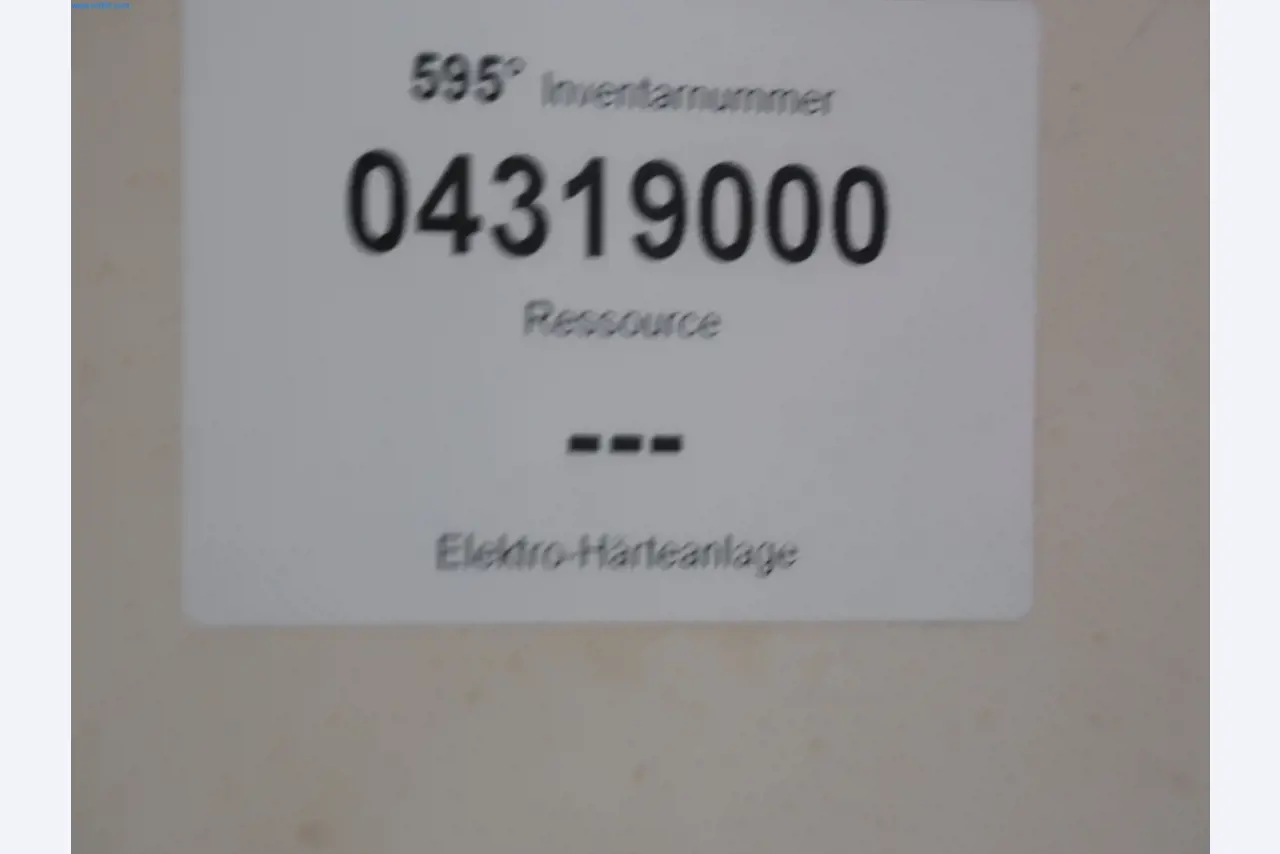 595° Inventarnummer
04319000
Ressource
---
Elektro-Härteanlage